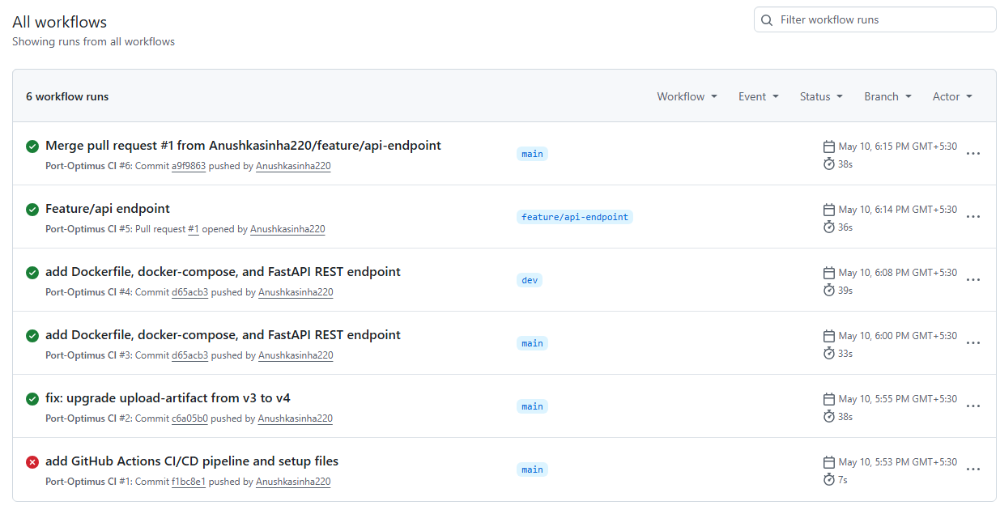 All workflows
Showing runs from all workflows
Filter workflow runs
6 workflow runs
Workflow Event Status Branch Actor
Merge pull request #1 from Anushkasinha220/feature/api-endpoint
Port-Optimus CI #6: Commit a9f9863 pushed by Anushkasinha220
main
May 10, 6:15 PM GMT+5:30
38s
Feature/api endpoint
Port-Optimus CI #5: Pull request #1 opened by Anushkasinha220
feature/api-endpoint
May 10, 6:14 PM GMT+5:30
36s
add Dockerfile, docker-compose, and FastAPI REST endpoint
Port-Optimus CI #4: Commit d65acb3 pushed by Anushkasinha220
dev
May 10, 6:08 PM GMT+5:30
39s
add Dockerfile, docker-compose, and FastAPI REST endpoint
Port-Optimus CI #3: Commit d65acb3 pushed by Anushkasinha220
main
May 10, 6:00 PM GMT+5:30
33s
fix: upgrade upload-artifact from v3 to v4
Port-Optimus CI #2: Commit c6a05b0 pushed by Anushkasinha220
main
May 10, 5:55 PM GMT+5:30
38s
add GitHub Actions CI/CD pipeline and setup files
Port-Optimus CI #1: Commit f1bc8e1 pushed by Anushkasinha220
main
May 10, 5:53 PM GMT+5:30
7s